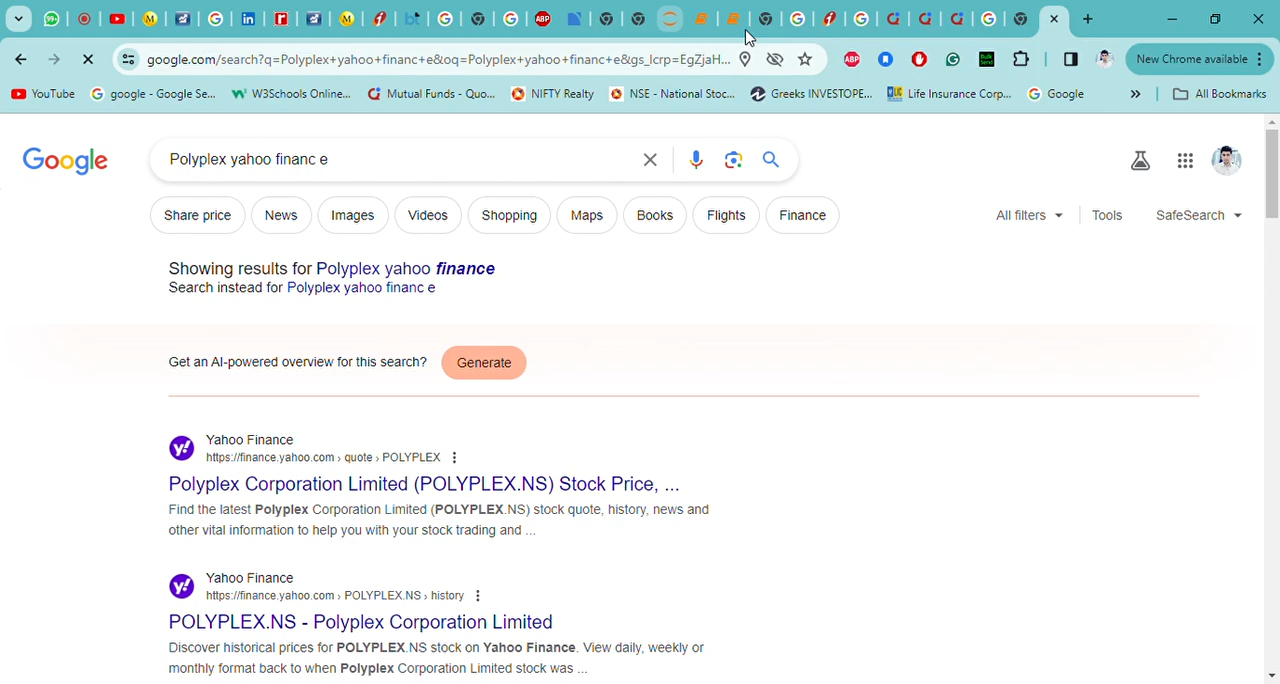 99+
ABP
bt
google.com/search?q=Polyplex+yahoo+financ+e&oq=Polyplex+yahoo+financ+e&gs_lcrp=EgZjaH...
ABP
New Chrome available
YouTube
google - Google Se...
W3Schools Online...
Mutual Funds - Quo...
NIFTY Realty
NSE - National Stoc...
Greeks INVESTOPE...
Life Insurance Corp...
Google
»
All Bookmarks
Google
Polyplex yahoo financ e
Share price
News
Images
Videos
Shopping
Maps
Books
Flights
Finance
All filters
Tools
SafeSearch
Showing results for Polyplex yahoo finance
Search instead for Polyplex yahoo financ e
Get an AI-powered overview for this search?
Generate
Yahoo Finance
https://finance.yahoo.com › quote › POLYPLEX
Polyplex Corporation Limited (POLYPLEX.NS) Stock Price, ...
Find the latest Polyplex Corporation Limited (POLYPLEX.NS) stock quote, history, news and
other vital information to help you with your stock trading and ...
Yahoo Finance
https://finance.yahoo.com › POLYPLEX.NS › history
POLYPLEX.NS - Polyplex Corporation Limited
Discover historical prices for POLYPLEX.NS stock on Yahoo Finance. View daily, weekly or
monthly format back to when Polyplex Corporation Limited stock was ...